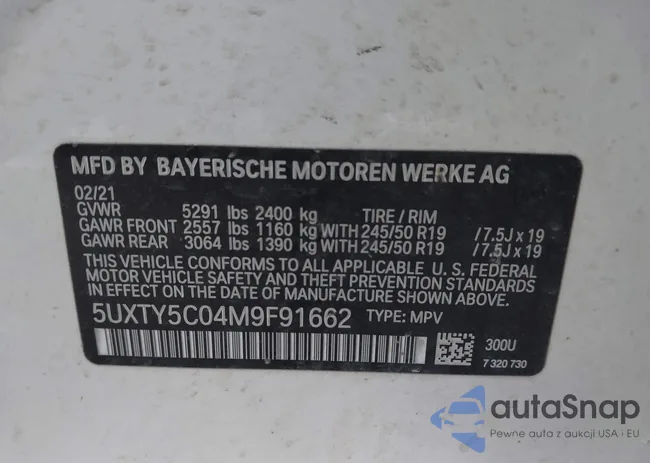 MFD BY BAYERISCHE MOTOREN WERKE AG
02/21
GVWR 5291 lbs 2400 kg TIRE / RIM
GAWR FRONT 2557 lbs 1160 kg WITH 245/50 R19 / 7.5J x 19
GAWR REAR 3064 lbs 1390 kg WITH 245/50 R19 / 7.5J x 19
THIS VEHICLE CONFORMS TO ALL APPLICABLE U. S. FEDERAL
MOTOR VEHICLE SAFETY AND THEFT PREVENTION STANDARDS
IN EFFECT ON THE DATE OF MANUFACTURE SHOWN ABOVE.
5UXTY5C04M9F91662 TYPE: MPV
300U
7 320 730
autaSnap
Pewne auta z aukcji USA i EU